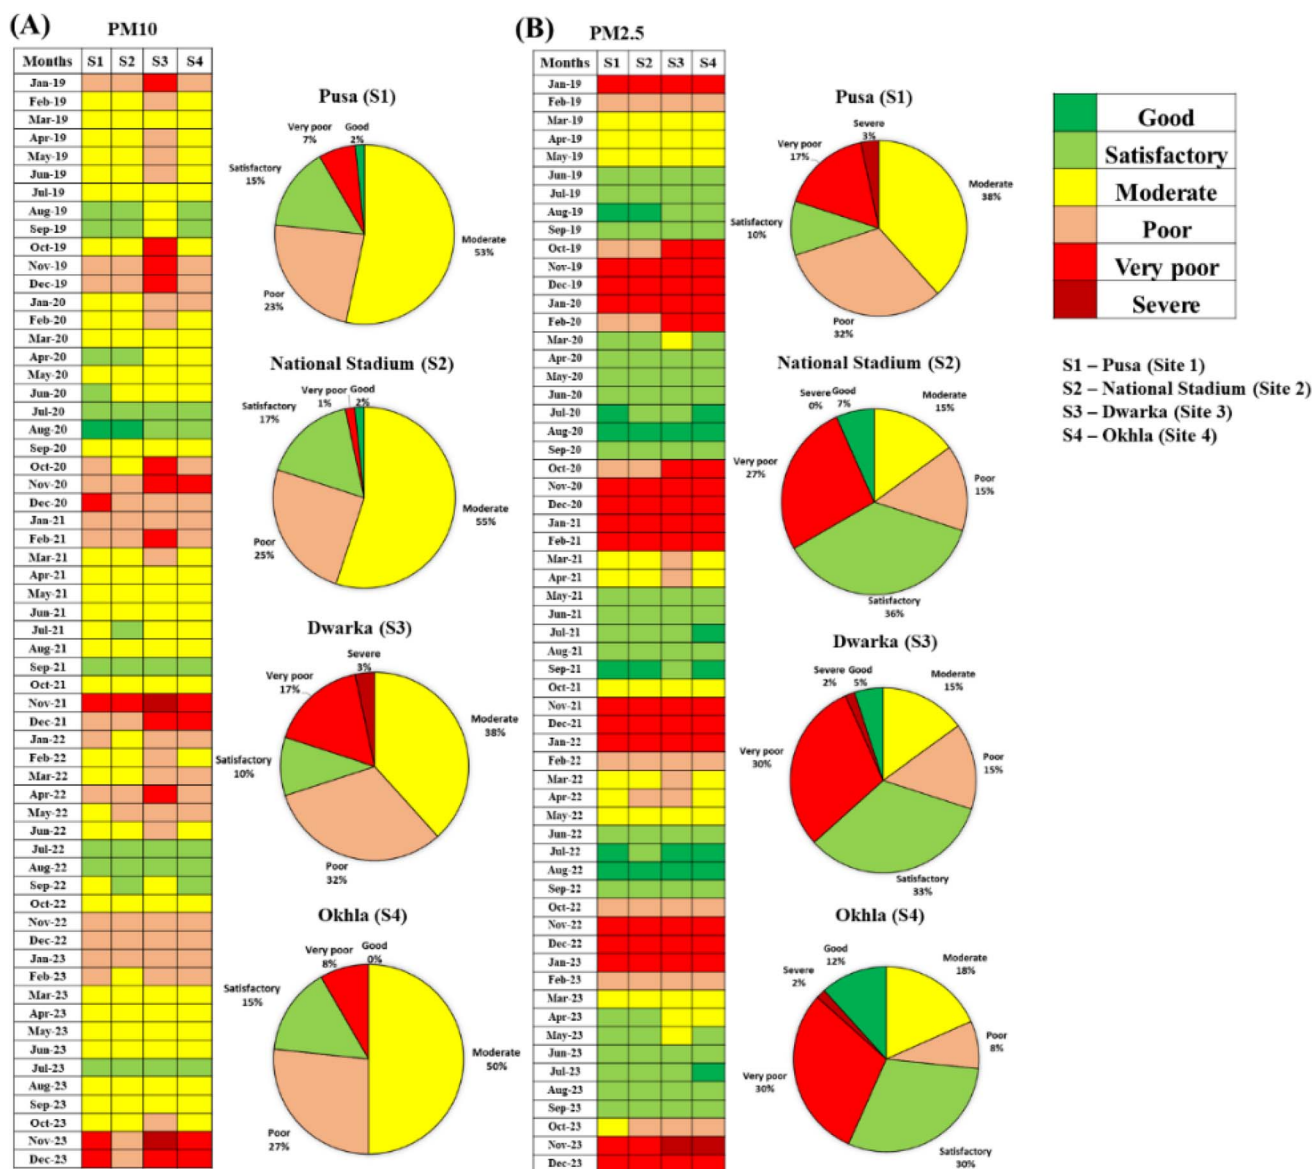 (A)
PM10
Months S1 S2 S3 S4
Jan-19
Feb-19
Mar-19
Apr-19
May-19
Jun-19
Jul-19
Aug-19
Sep-19
Oct-19
Nov-19
Dec-19
Jan-20
Feb-20
Mar-20
Apr-20
May-20
Jun-20
Jul-20
Aug-20
Sep-20
Oct-20
Nov-20
Dec-20
Jan-21
Feb-21
Mar-21
Apr-21
May-21
Jun-21
Jul-21
Aug-21
Sep-21
Oct-21
Nov-21
Dec-21
Jan-22
Feb-22
Mar-22
Apr-22
May-22
Jun-22
Jul-22
Aug-22
Sep-22
Oct-22
Nov-22
Dec-22
Jan-23
Feb-23
Mar-23
Apr-23
May-23
Jun-23
Jul-23
Aug-23
Sep-23
Oct-23
Nov-23
Dec-23
Pusa (S1)
Very poor
7%
Good
2%
Satisfactory
15%
Moderate
53%
Poor
23%
National Stadium (S2)
Very poor
1%
Good
2%
Satisfactory
17%
Moderate
55%
Poor
25%
Dwarka (S3)
Severe
3%
Very poor
17%
Moderate
38%
Satisfactory
10%
Poor
32%
Okhla (S4)
Very poor
8%
Good
0%
Satisfactory
15%
Moderate
50%
Poor
27%
(B)
PM2.5
Months S1 S2 S3 S4
Jan-19
Feb-19
Mar-19
Apr-19
May-19
Jun-19
Jul-19
Aug-19
Sep-19
Oct-19
Nov-19
Dec-19
Jan-20
Feb-20
Mar-20
Apr-20
May-20
Jun-20
Jul-20
Aug-20
Sep-20
Oct-20
Nov-20
Dec-20
Jan-21
Feb-21
Mar-21
Apr-21
May-21
Jun-21
Jul-21
Aug-21
Sep-21
Oct-21
Nov-21
Dec-21
Jan-22
Feb-22
Mar-22
Apr-22
May-22
Jun-22
Jul-22
Aug-22
Sep-22
Oct-22
Nov-22
Dec-22
Jan-23
Feb-23
Mar-23
Apr-23
May-23
Jun-23
Jul-23
Aug-23
Sep-23
Oct-23
Nov-23
Dec-23
Pusa (S1)
Severe
3%
Very poor
17%
Moderate
38%
Satisfactory
10%
Poor
32%
National Stadium (S2)
Severe
0%
Good
7%
Moderate
15%
Very poor
27%
Poor
15%
Satisfactory
36%
Dwarka (S3)
Severe
2%
Good
5%
Moderate
15%
Very poor
30%
Poor
15%
Satisfactory
33%
Okhla (S4)
Good
12%
Severe
2%
Moderate
18%
Poor
8%
Very poor
30%
Satisfactory
30%
Good
Satisfactory
Moderate
Poor
Very poor
Severe
S1 – Pusa (Site 1)
S2 – National Stadium (Site 2)
S3 – Dwarka (Site 3)
S4 – Okhla (Site 4)